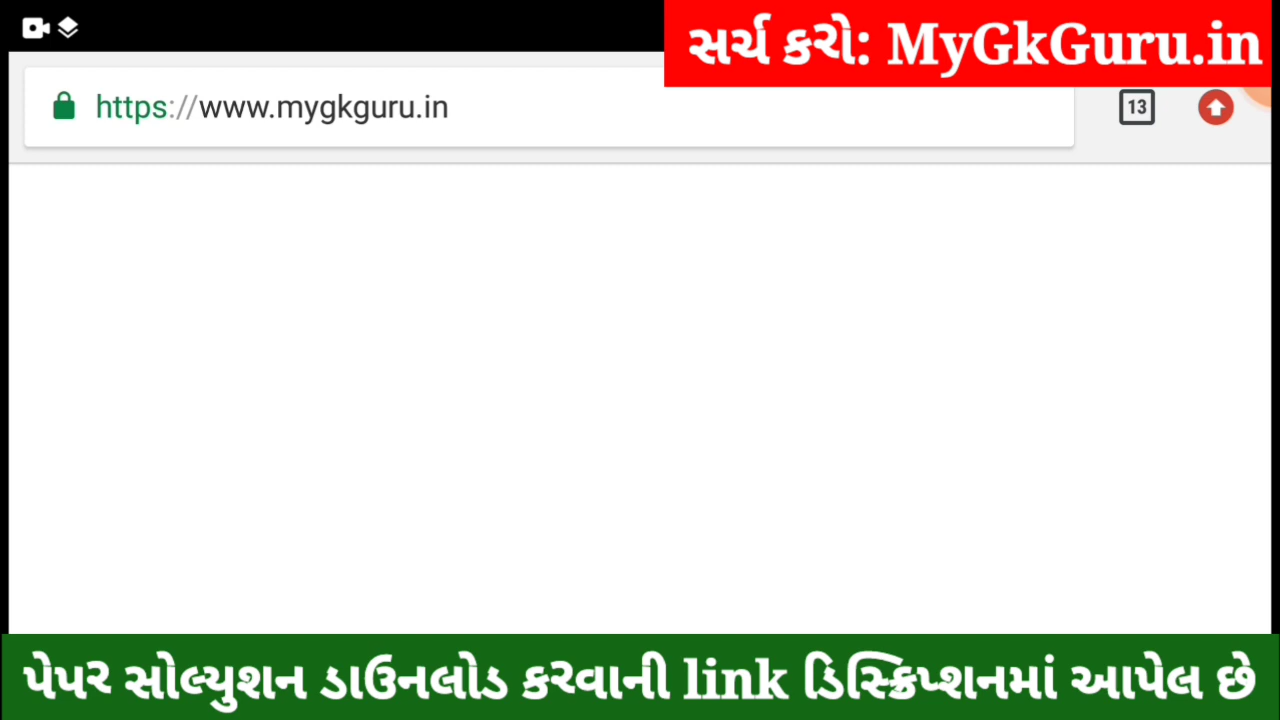 સર્ચ કરો: MyGkGuru.in
https://www.mygkguru.in
13
પેપર સોલ્યુશન ડાઉનલોડ કરવાની link ડિસ્ક્રિપ્શનમાં આપેલ છે